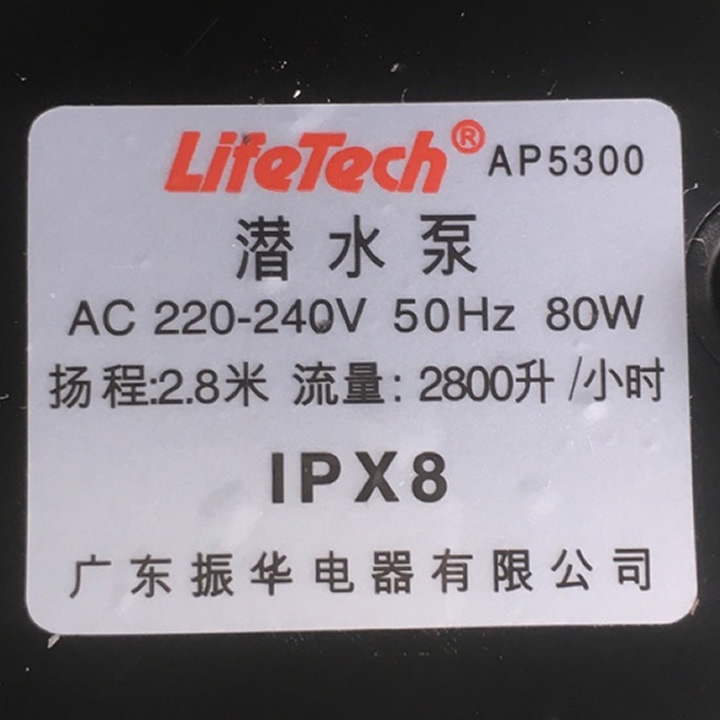 LifeTech® AP5300
潜水泵
AC 220-240V 50Hz 80W
扬程:2.8米 流量: 2800升/小时
IPX8
广东振华电器有限公司